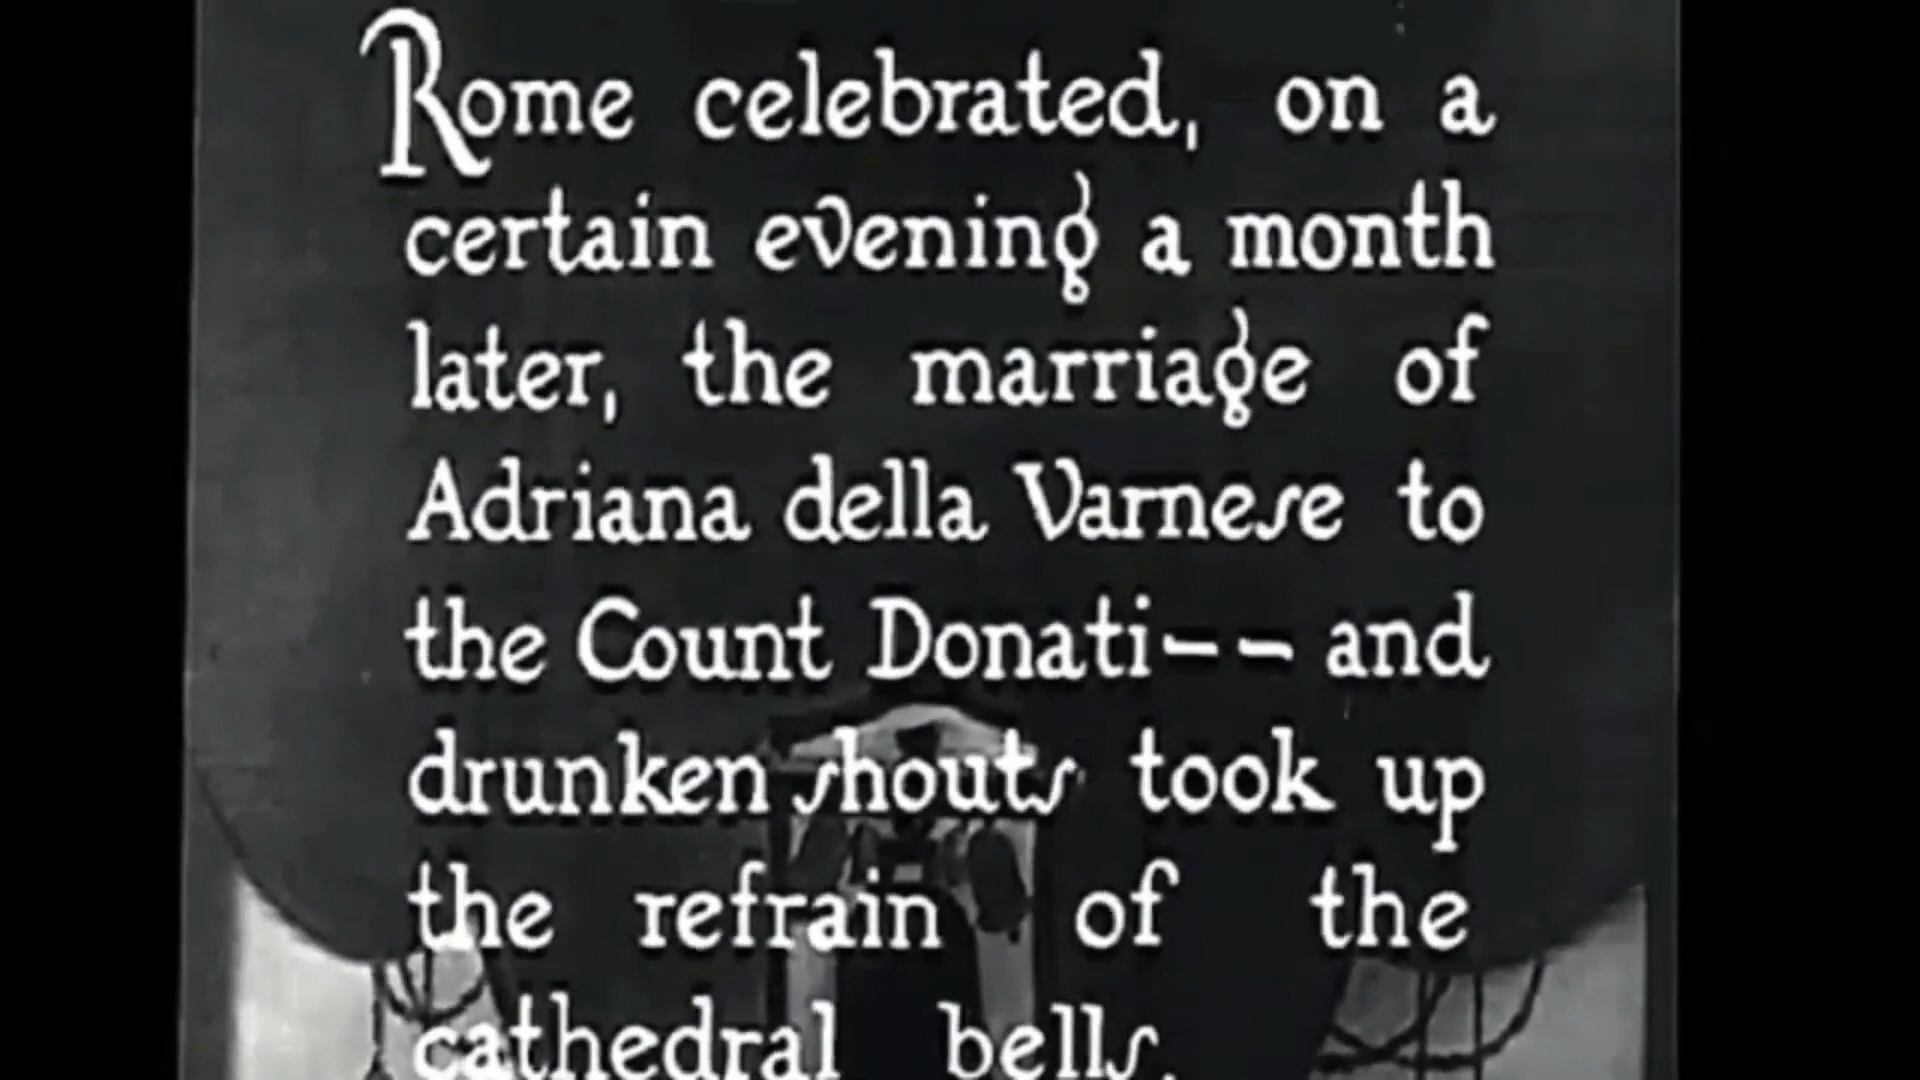 Rome celebrated, on a
certain evening a month
later, the marriage of
Adriana della Varnese to
the Count Donati-- and
drunken shouts took up
the refrain of the
cathedral bells.